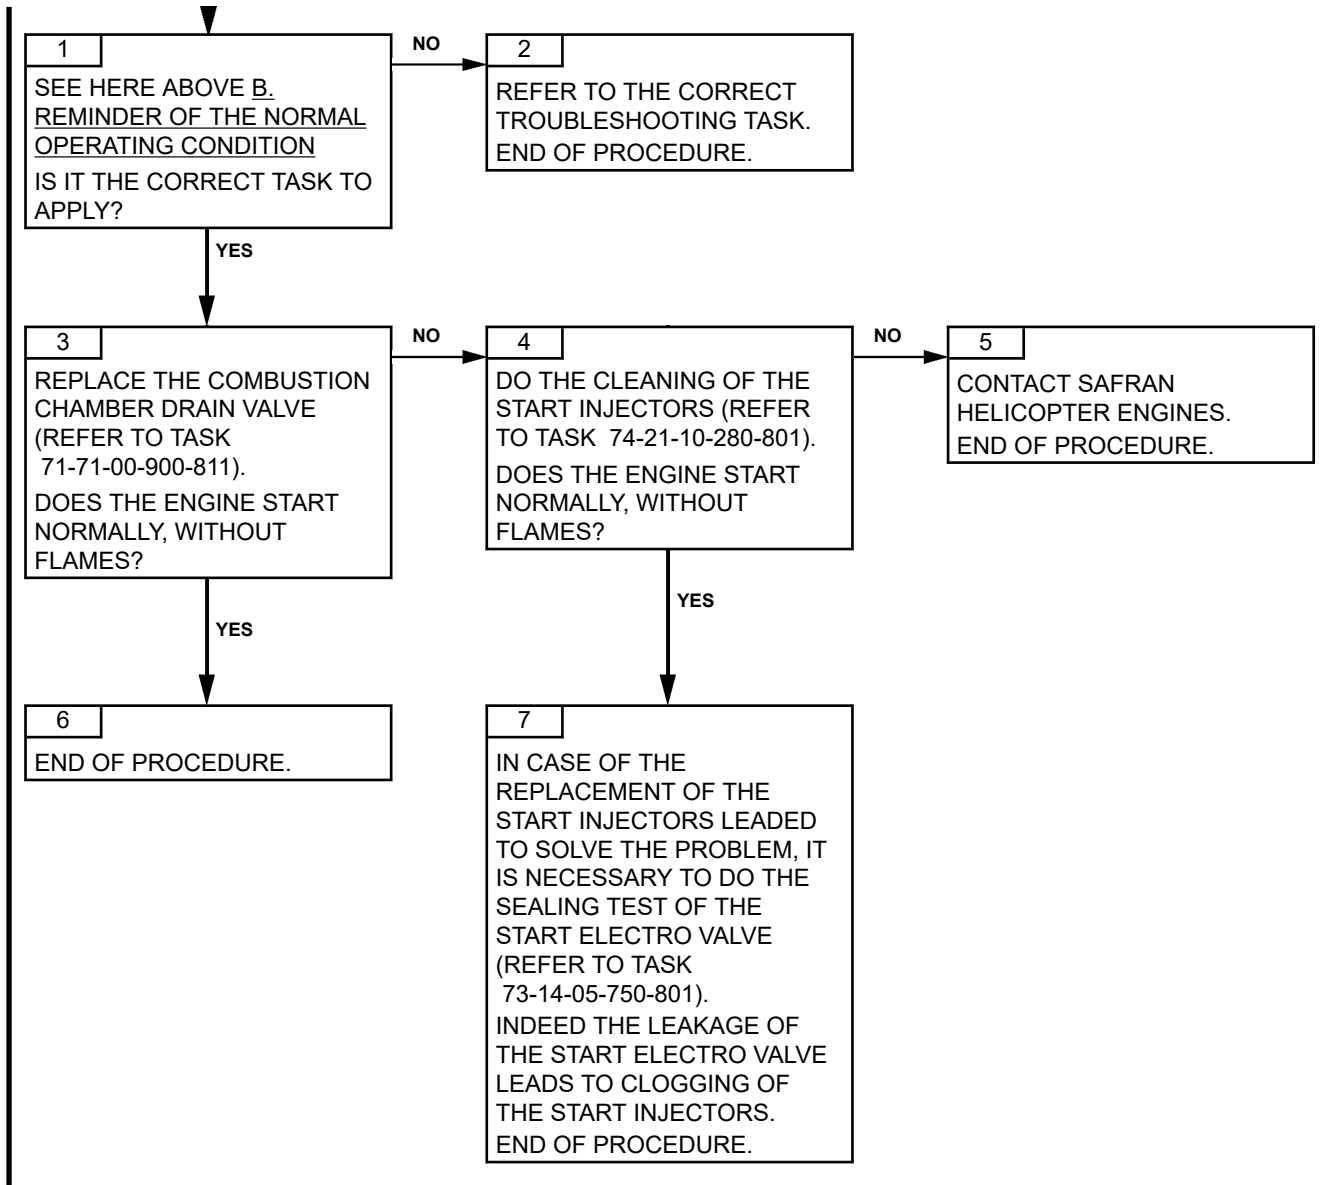 1
SEE HERE ABOVE B.
REMINDER OF THE NORMAL
OPERATING CONDITION
IS IT THE CORRECT TASK TO
APPLY?
NO
2
REFER TO THE CORRECT
TROUBLESHOOTING TASK.
END OF PROCEDURE.
YES
3
REPLACE THE COMBUSTION
CHAMBER DRAIN VALVE
(REFER TO TASK
71-71-00-900-811).
DOES THE ENGINE START
NORMALLY, WITHOUT
FLAMES?
NO
4
DO THE CLEANING OF THE
START INJECTORS (REFER
TO TASK 74-21-10-280-801).
DOES THE ENGINE START
NORMALLY, WITHOUT
FLAMES?
NO
5
CONTACT SAFRAN
HELICOPTER ENGINES.
END OF PROCEDURE.
YES
YES
6
END OF PROCEDURE.
7
IN CASE OF THE
REPLACEMENT OF THE
START INJECTORS LEADED
TO SOLVE THE PROBLEM, IT
IS NECESSARY TO DO THE
SEALING TEST OF THE
START ELECTRO VALVE
(REFER TO TASK
73-14-05-750-801).
INDEED THE LEAKAGE OF
THE START ELECTRO VALVE
LEADS TO CLOGGING OF
THE START INJECTORS.
END OF PROCEDURE.